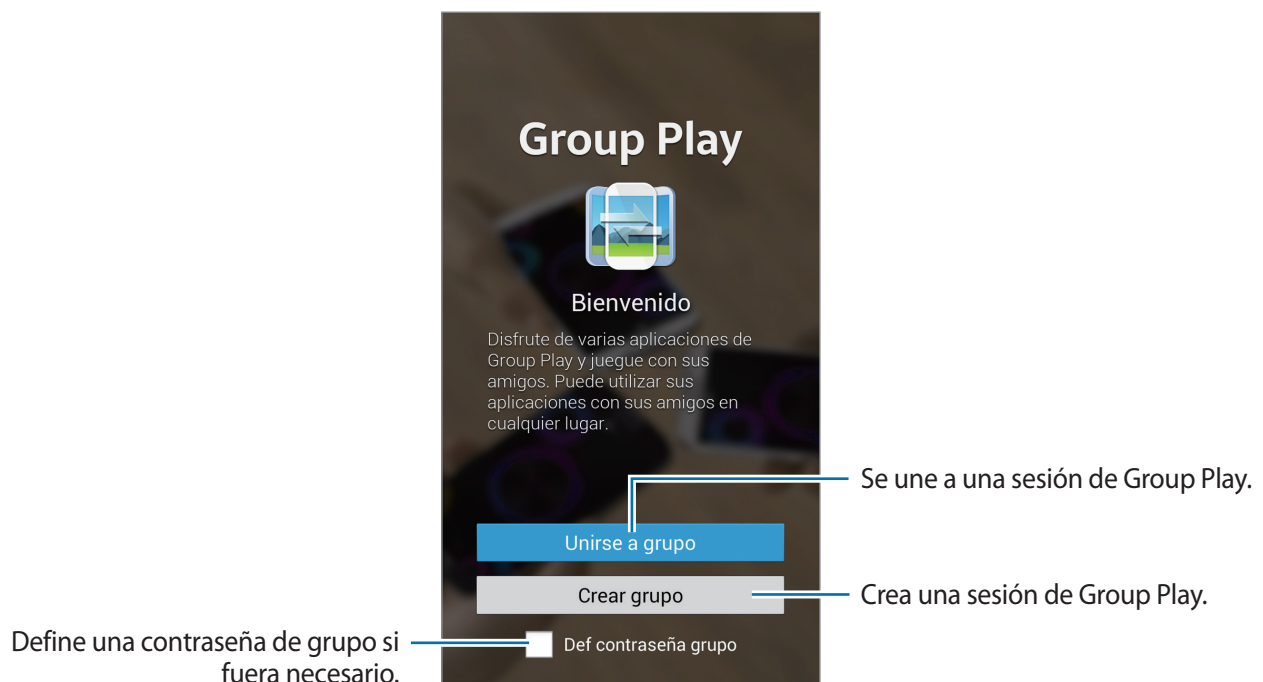 Group Play
Bienvenido
Disfrute de varias aplicaciones de
Group Play y juegue con sus
amigos. Puede utilizar sus
aplicaciones con sus amigos en
cualquier lugar.
Se une a una sesión de Group Play.
Unirse a grupo
Crear grupo
Crea una sesión de Group Play.
Define una contraseña de grupo si
fuera necesario.
Def contraseña grupo